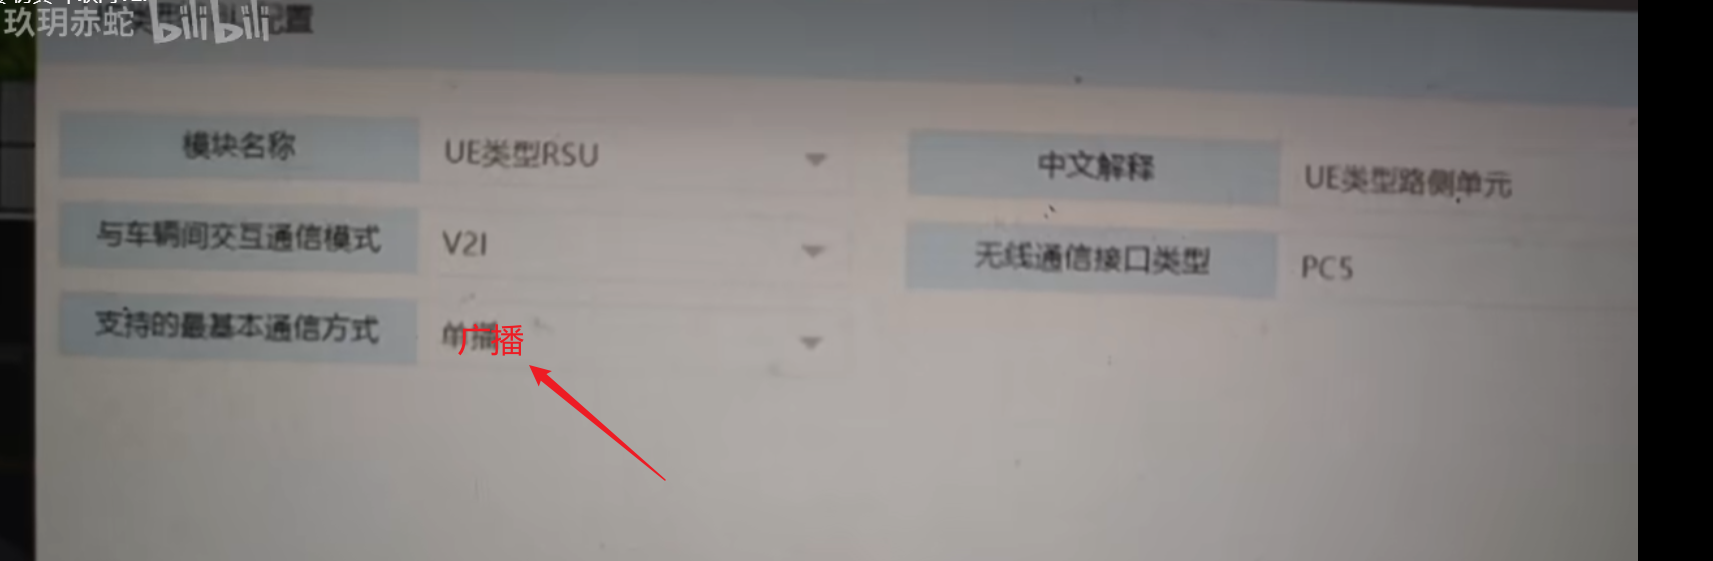 玖玥赤蛇 bilibili 置
模块名称 UE类型RSU 中文解释 UE类型路侧单元
与车辆间交互通信模式 V2I 无线通信接口类型 PC5
支持的最基本通信方式 单播 广播